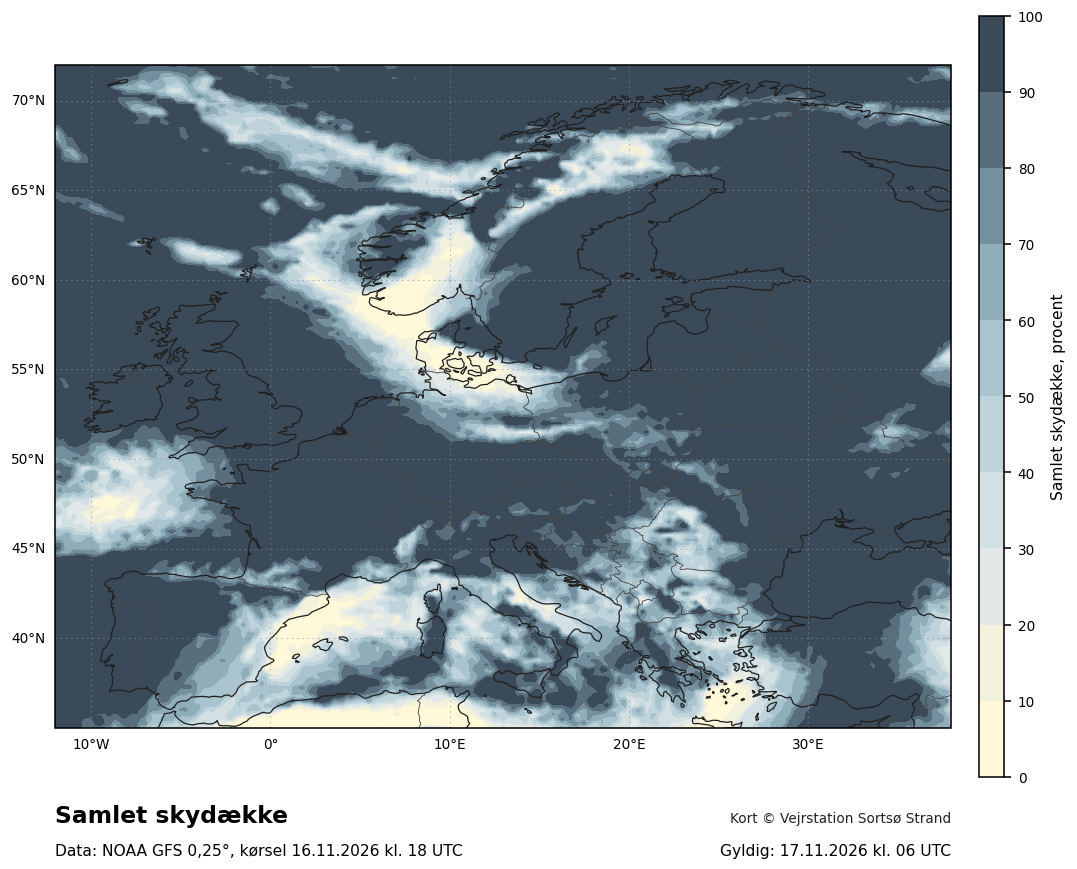 70°N
65°N
60°N
55°N
50°N
45°N
40°N
10°W
0°
10°E
20°E
30°E
100
90
80
70
60
50
40
30
20
10
0
Samlet skydække, procent
Samlet skydække
Kort © Vejrstation Sortsø Strand
Data: NOAA GFS 0,25°, kørsel 16.11.2026 kl. 18 UTC
Gyldig: 17.11.2026 kl. 06 UTC